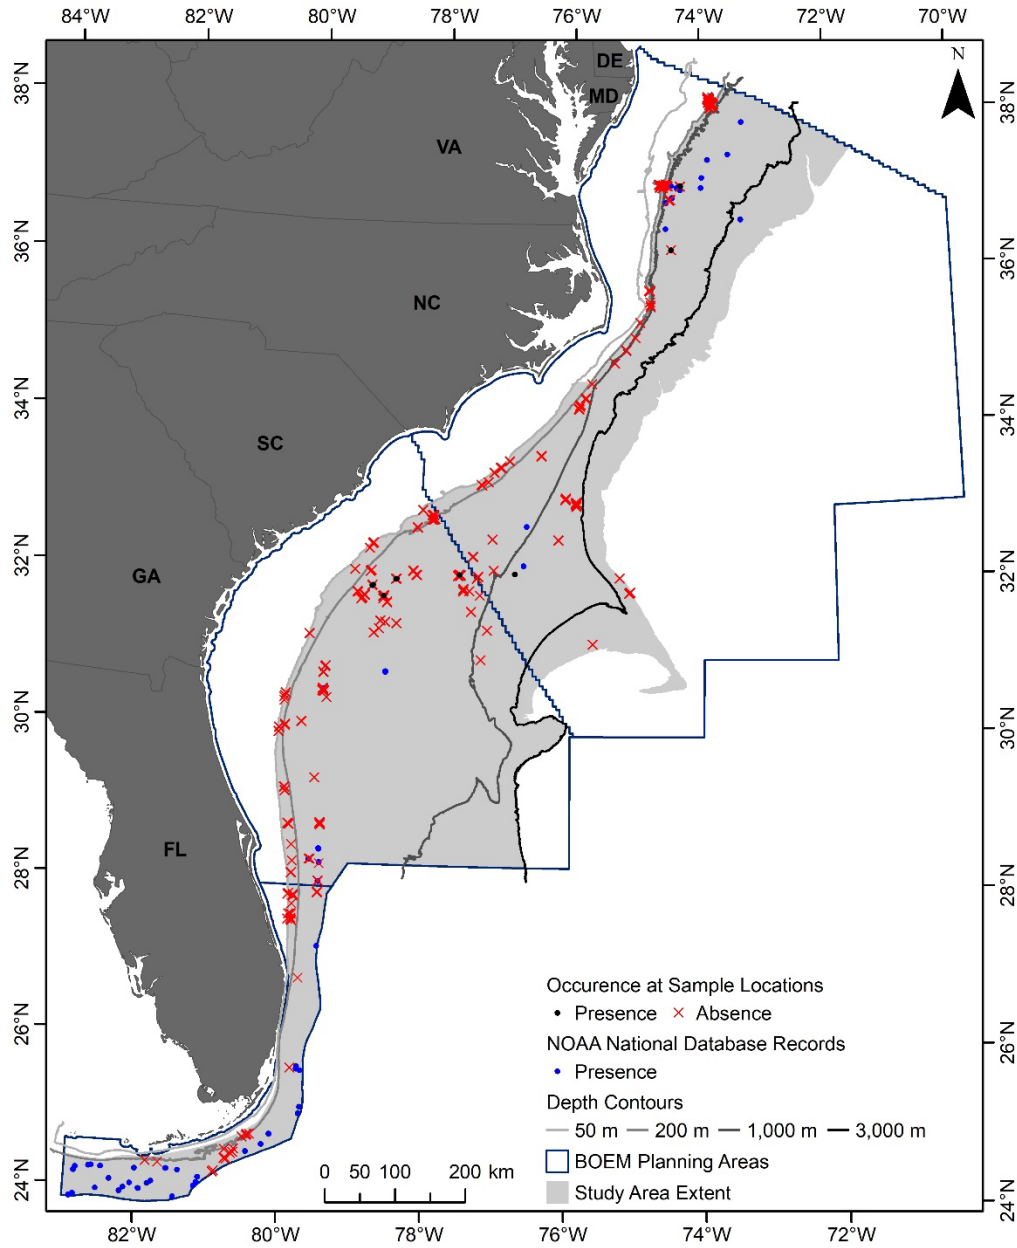 84°W 82°W 80°W 78°W 76°W 74°W 72°W 70°W
N
38°N 38°N
DE
MD
VA
36°N 36°N
NC
34°N 34°N
SC
32°N 32°N
GA
30°N 30°N
FL
28°N 28°N
26°N 26°N
24°N 24°N
Occurence at Sample Locations
Presence Absence
NOAA National Database Records
Presence
Depth Contours
50 m 200 m 1,000 m 3,000 m
BOEM Planning Areas
Study Area Extent
0 50 100 200 km
82°W 80°W 78°W 76°W 74°W 72°W